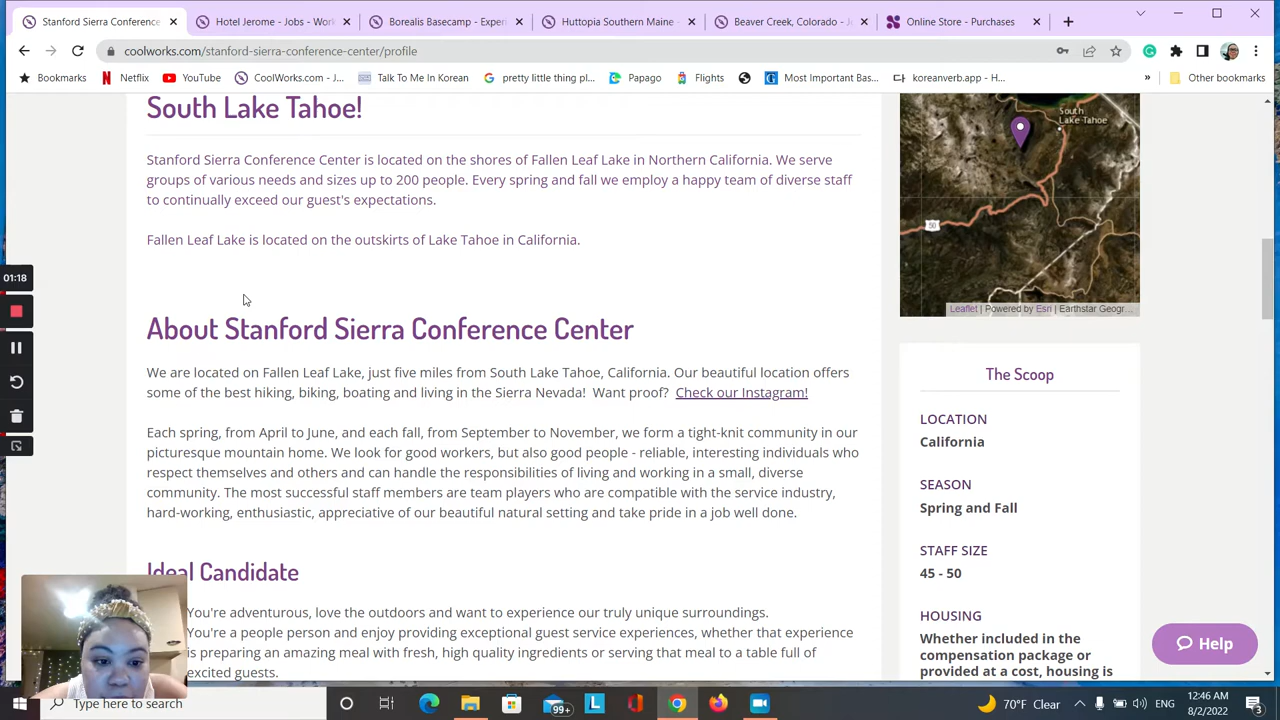 Stanford Sierra Conference
Hotel Jerome - Jobs - Work
Borealis Basecamp - Exper
Huttopia Southern Maine -
Beaver Creek, Colorado - Jo
Online Store - Purchases
coolworks.com/stanford-sierra-conference-center/profile
Bookmarks
Netflix
YouTube
CoolWorks.com - J...
Talk To Me In Korean
pretty little thing pl...
Papago
Flights
Most Important Bas...
koreanverb.app - H...
»
Other bookmarks
South Lake Tahoe!
Stanford Sierra Conference Center is located on the shores of Fallen Leaf Lake in Northern California. We serve
groups of various needs and sizes up to 200 people. Every spring and fall we employ a happy team of diverse staff
to continually exceed our guest's expectations.
Fallen Leaf Lake is located on the outskirts of Lake Tahoe in California.
South
Lake Tahoe
50
Leaflet | Powered by Esri | Earthstar Geogr...
01:18
About Stanford Sierra Conference Center
We are located on Fallen Leaf Lake, just five miles from South Lake Tahoe, California. Our beautiful location offers
some of the best hiking, biking, boating and living in the Sierra Nevada! Want proof? Check our Instagram!
Each spring, from April to June, and each fall, from September to November, we form a tight-knit community in our
picturesque mountain home. We look for good workers, but also good people - reliable, interesting individuals who
respect themselves and others and can handle the responsibilities of living and working in a small, diverse
community. The most successful staff members are team players who are compatible with the service industry,
hard-working, enthusiastic, appreciative of our beautiful natural setting and take pride in a job well done.
Ideal Candidate
You're adventurous, love the outdoors and want to experience our truly unique surroundings.
You're a people person and enjoy providing exceptional guest service experiences, whether that experience
is preparing an amazing meal with fresh, high quality ingredients or serving that meal to a table full of
excited guests.
The Scoop
LOCATION
California
SEASON
Spring and Fall
STAFF SIZE
45 - 50
HOUSING
Whether included in the
compensation package or
provided at a cost, housing is
Help
Type here to search
99+
L
70°F Clear
ENG
12:46 AM
8/2/2022
3